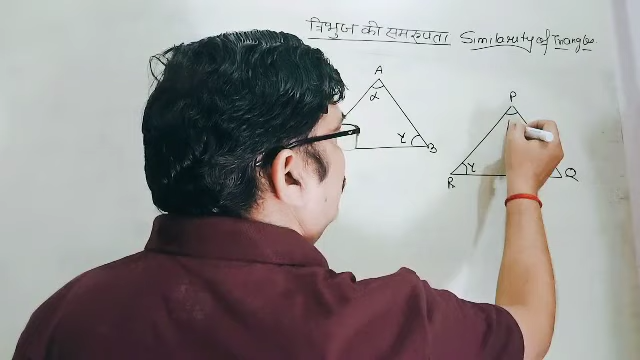 त्रिभुज की समरूपता Similarity of Triangles
A
α
γ
B
P
R
γ
Q